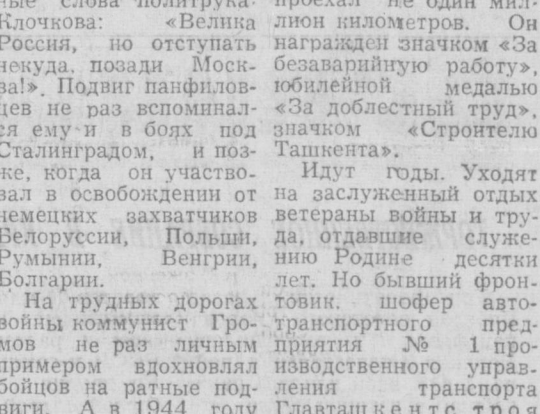 ные слова политрука
Клочкова: «Велика
Россия, но отступать
некуда, позади Моск-
ва!». Подвиг панфилов-
цев не раз вспоминал-
ся ему и в боях под
Сталинградом, и поз-
же, когда он участво-
вал в освобождении от
немецких захватчиков
Белоруссии, Польши,
Румынии, Венгрии,
Болгарии.
На трудных дорогах
войны коммунист Гро-
мов не раз личным
примером вдохновлял
бойцов на ратные под-
виги. А в 1944 году
проехал не один мил-
лион километров. Он
награжден значком «За
безаварийную работу»,
юбилейной медалью
«За доблестный труд»,
значком «Строителю
Ташкента».
Идут годы. Уходят
на заслуженный отдых
ветераны войны и тру-
да, отдавшие служе-
нию Родине десятки
лет. Но бывший фрон-
товик, шофер авто-
транспортного пред-
приятия № 1 про-
изводственного управ-
ления транспорта
Главташкентстроя